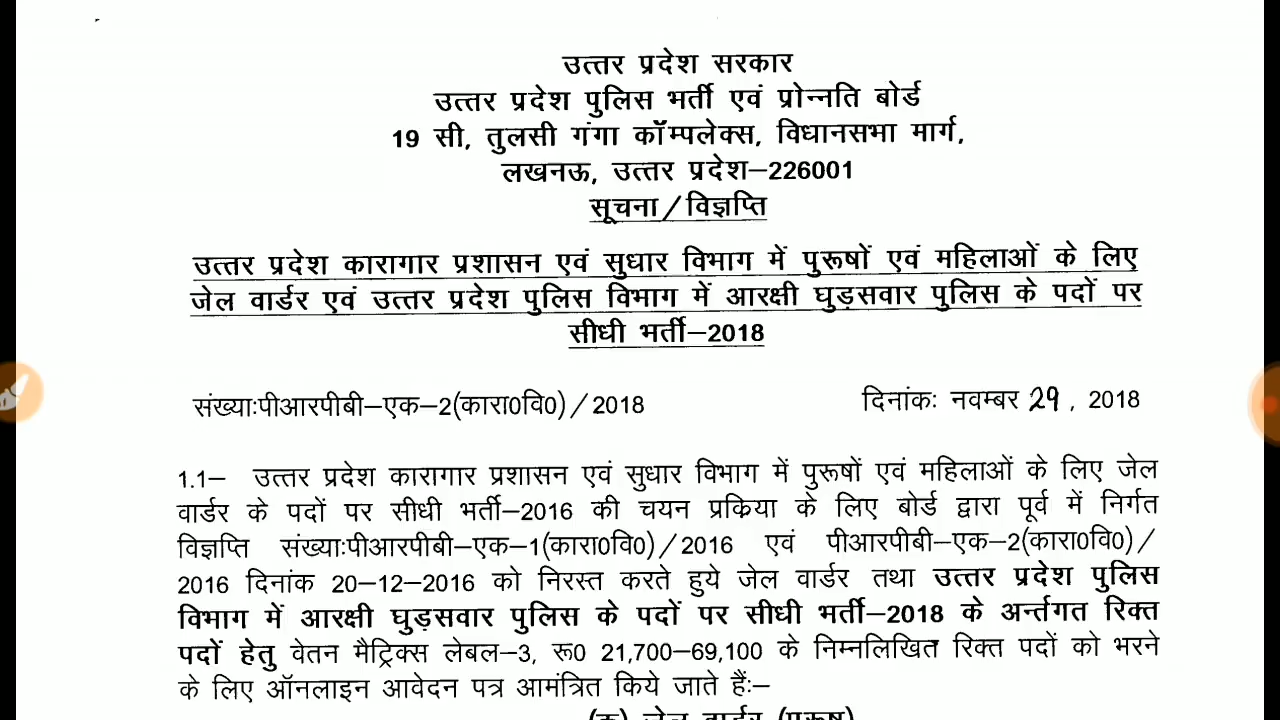 उत्तर प्रदेश सरकार
उत्तर प्रदेश पुलिस भर्ती एवं प्रोन्नति बोर्ड
19 सी, तुलसी गंगा कॉम्पलेक्स, विधानसभा मार्ग,
लखनऊ, उत्तर प्रदेश–226001
सूचना/विज्ञप्ति
उत्तर प्रदेश कारागार प्रशासन एवं सुधार विभाग में पुरूषों एवं महिलाओं के लिए
जेल वार्डर एवं उत्तर प्रदेश पुलिस विभाग में आरक्षी घुड़सवार पुलिस के पदों पर
सीधी भर्ती–2018
संख्याःपीआरपीबी–एक–2(कारा0वि0)/2018 दिनांकः नवम्बर 29, 2018
1.1– उत्तर प्रदेश कारागार प्रशासन एवं सुधार विभाग में पुरूषों एवं महिलाओं के लिए जेल
वार्डर के पदों पर सीधी भर्ती–2016 की चयन प्रकिया के लिए बोर्ड द्वारा पूर्व में निर्गत
विज्ञप्ति संख्याःपीआरपीबी–एक–1(कारा0वि0)/2016 एवं पीआरपीबी–एक–2(कारा0वि0)/
2016 दिनांक 20–12–2016 को निरस्त करते हुये जेल वार्डर तथा उत्तर प्रदेश पुलिस
विभाग में आरक्षी घुड़सवार पुलिस के पदों पर सीधी भर्ती–2018 के अर्न्तगत रिक्त
पदों हेतु वेतन मैट्रिक्स लेबल–3, रू0 21,700–69,100 के निम्नलिखित रिक्त पदों को भरने
के लिए ऑनलाइन आवेदन पत्र आमंत्रित किये जाते हैंः–
(क) जेल वार्डर (पुरूष)